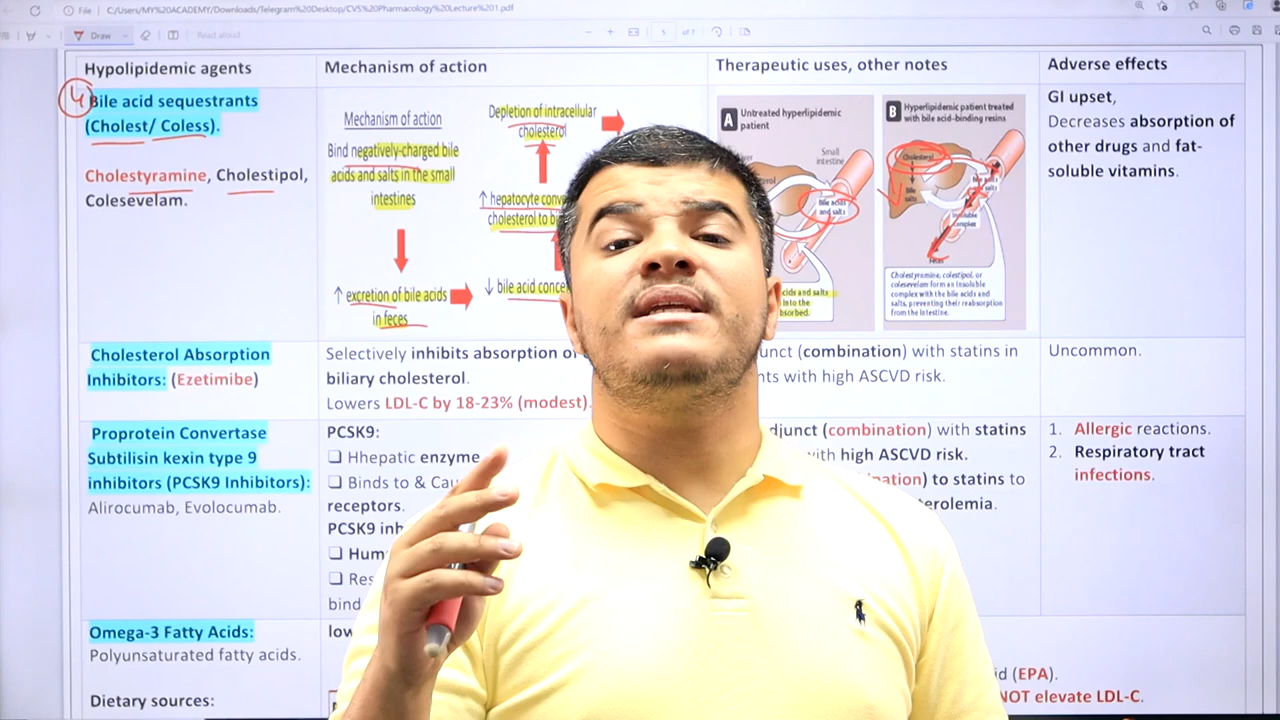 File
C:/Users/MY%20ACADEMY/Downloads/Telegram%20Desktop/CVS%20Pharmacology%20Lecture%201.pdf
Draw
Read aloud
5
of 7
Hypolipidemic agents
Mechanism of action
Therapeutic uses, other notes
Adverse effects
4
Bile acid sequestrants
(Cholest/ Coless).
Cholestyramine, Cholestipol,
Colesevelam.
Mechanism of action
Bind negatively-charged bile
acids and salts in the small
intestines
↑ excretion of bile acids
in feces
Depletion of intracellular
cholesterol
↑ hepatocyte conv
cholesterol to bi
↓ bile acid conce
A Untreated hyperlipidemic
patient
Small
intestine
Bile acids
and salts
cids and salts
into the
sorbed.
B Hyperlipidemic patient treated
with bile acid-binding resins
Cholesterol
Bile
salts
Insoluble
complex
Feces
Cholestyramine, colestipol, or
colesevelam form an insoluble
complex with the bile acids and
salts, preventing their reabsorption
from the intestine.
GI upset,
Decreases absorption of
other drugs and fat-
soluble vitamins.
Cholesterol Absorption
Inhibitors: (Ezetimibe)
Selectively inhibits absorption of
biliary cholesterol.
Lowers LDL-C by 18-23% (modest).
unct (combination) with statins in
nts with high ASCVD risk.
Uncommon.
Proprotein Convertase
Subtilisin kexin type 9
inhibitors (PCSK9 Inhibitors):
Alirocumab, Evolocumab.
PCSK9:
❑ Hhepatic enzyme
❑ Binds to & Cau
receptors.
PCSK9 inh
❑ Hum
❑ Res
bind
djunct (combination) with statins
with high ASCVD risk.
nation) to statins to
erolemia.
1. Allergic reactions.
2. Respiratory tract
infections.
Omega-3 Fatty Acids:
Polyunsaturated fatty acids.
Dietary sources:
low
id (EPA).
NOT elevate LDL-C.